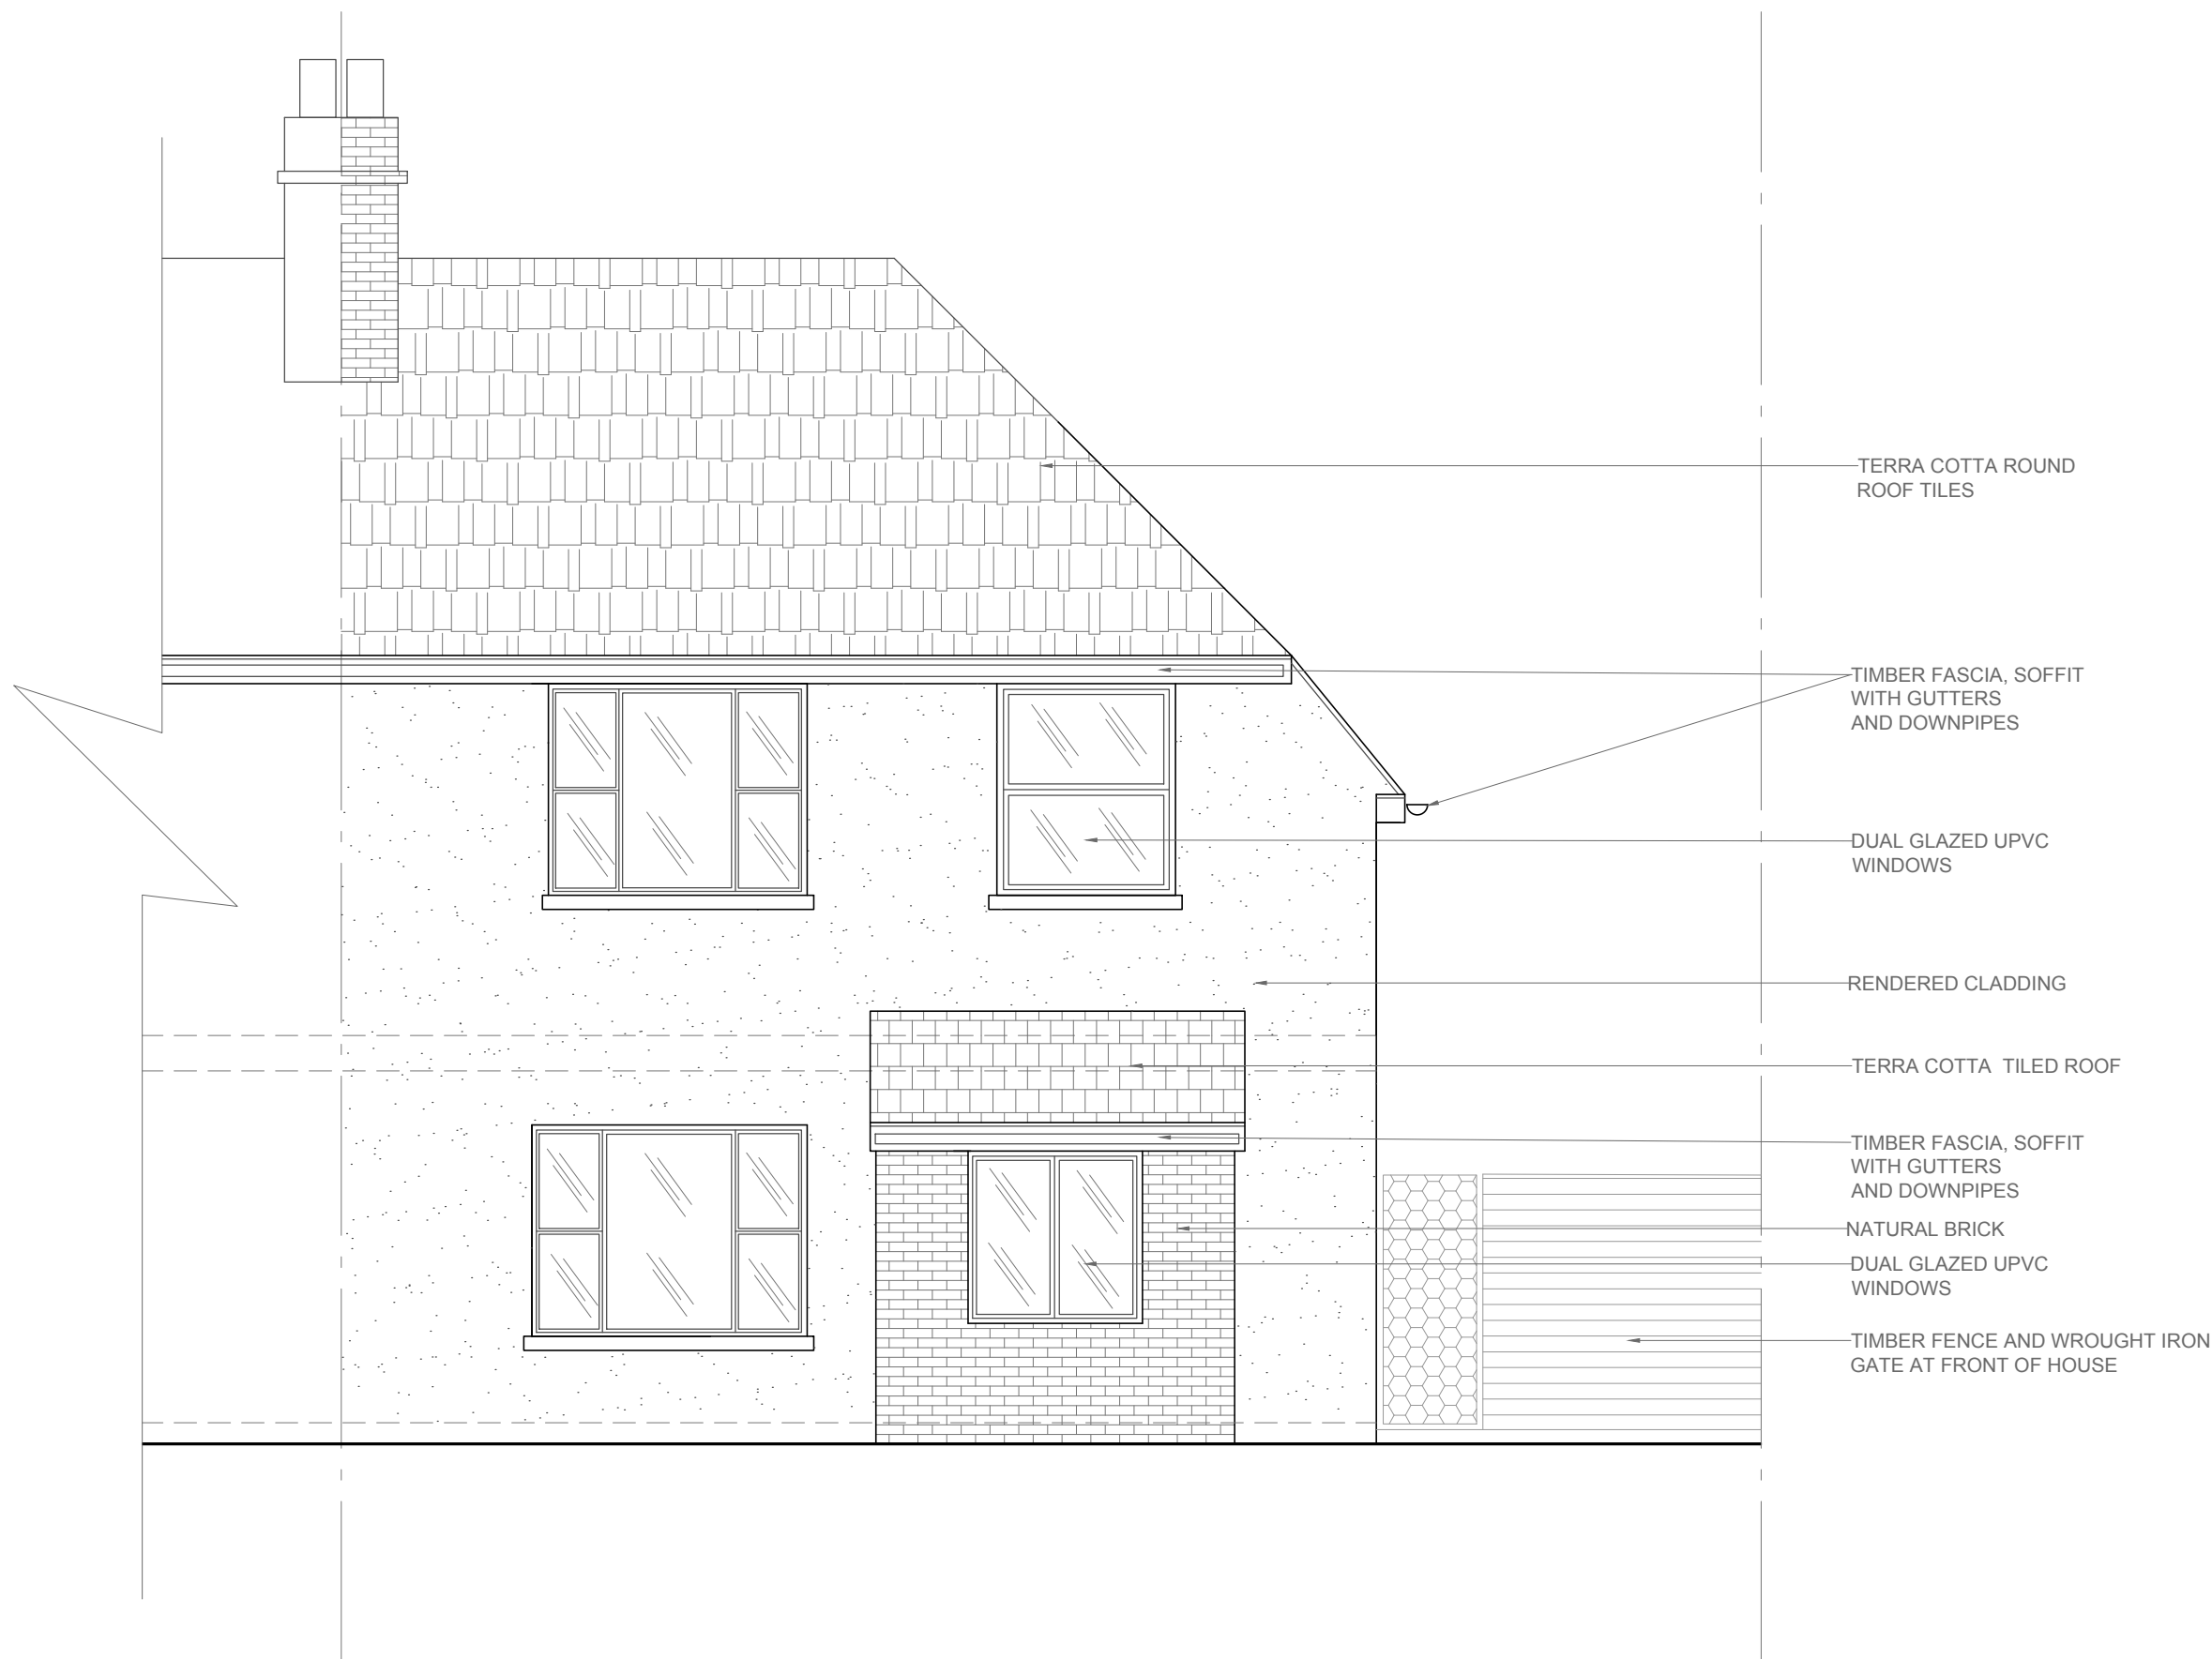 TERRA COTTA ROUND
ROOF TILES
TIMBER FASCIA, SOFFIT
WITH GUTTERS
AND DOWNPIPES
DUAL GLAZED UPVC
WINDOWS
RENDERED CLADDING
TERRA COTTA TILED ROOF
TIMBER FASCIA, SOFFIT
WITH GUTTERS
AND DOWNPIPES
NATURAL BRICK
DUAL GLAZED UPVC
WINDOWS
TIMBER FENCE AND WROUGHT IRON
GATE AT FRONT OF HOUSE